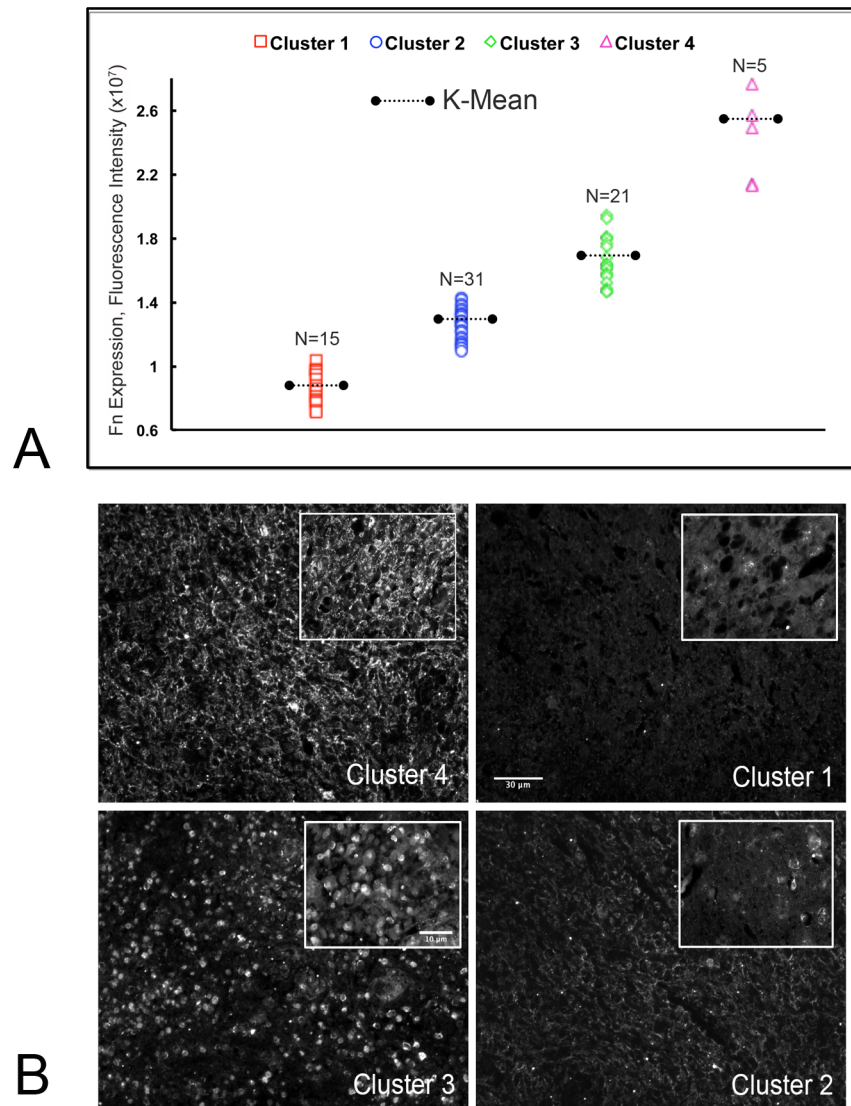 Cluster 1 Cluster 2 Cluster 3 Cluster 4
Fn Expression, Fluorescence Intensity (x10⁷)
K-Mean
N=5
2.6
2.2
N=21
1.8
N=31
1.4
N=15
1
0.6
A
Cluster 4
30 µm
Cluster 1
10 µm
Cluster 3
Cluster 2
B